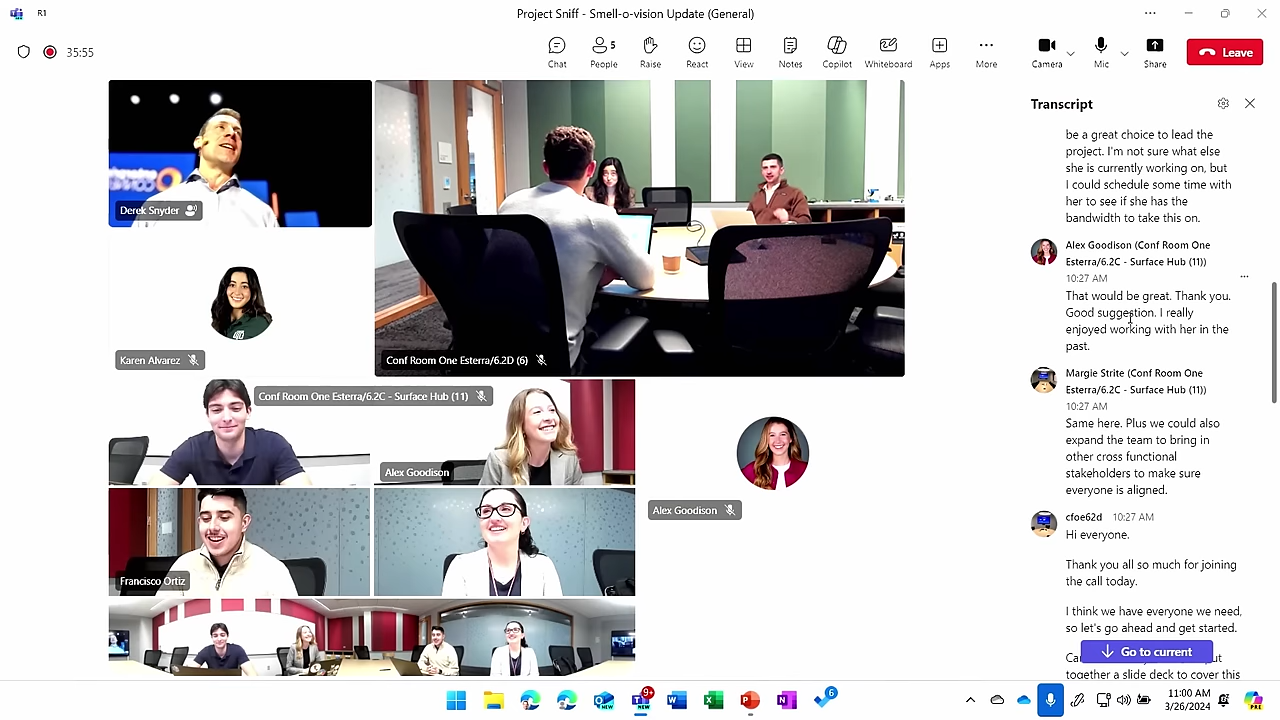 R1
Project Sniff - Smell-o-vision Update (General)
35:55
Chat
People
5
Raise
React
View
Notes
Copilot
Whiteboard
Apps
More
Camera
Mic
Share
Leave
Derek Snyder
Karen Alvarez
Conf Room One Esterra/6.2D (6)
Conf Room One Esterra/6.2C - Surface Hub (11)
Alex Goodison
Francisco Ortiz
Alex Goodison
Transcript
be a great choice to lead the
project. I'm not sure what else
she is currently working on, but
I could schedule some time with
her to see if she has the
bandwidth to take this on.
Alex Goodison (Conf Room One
Esterra/6.2C - Surface Hub (11))
10:27 AM
That would be great. Thank you.
Good suggestion. I really
enjoyed working with her in the
past.
Margie Strite (Conf Room One
Esterra/6.2C - Surface Hub (11))
10:27 AM
Same here. Plus we could also
expand the team to bring in
other cross functional
stakeholders to make sure
everyone is aligned.
cfoe62d 10:27 AM
Hi everyone.
Thank you all so much for joining
the call today.
I think we have everyone we need,
so let's go ahead and get started.
Go to current
together a slide deck to cover this
NEW
9+
NEW
6
11:00 AM
3/26/2024
PRE